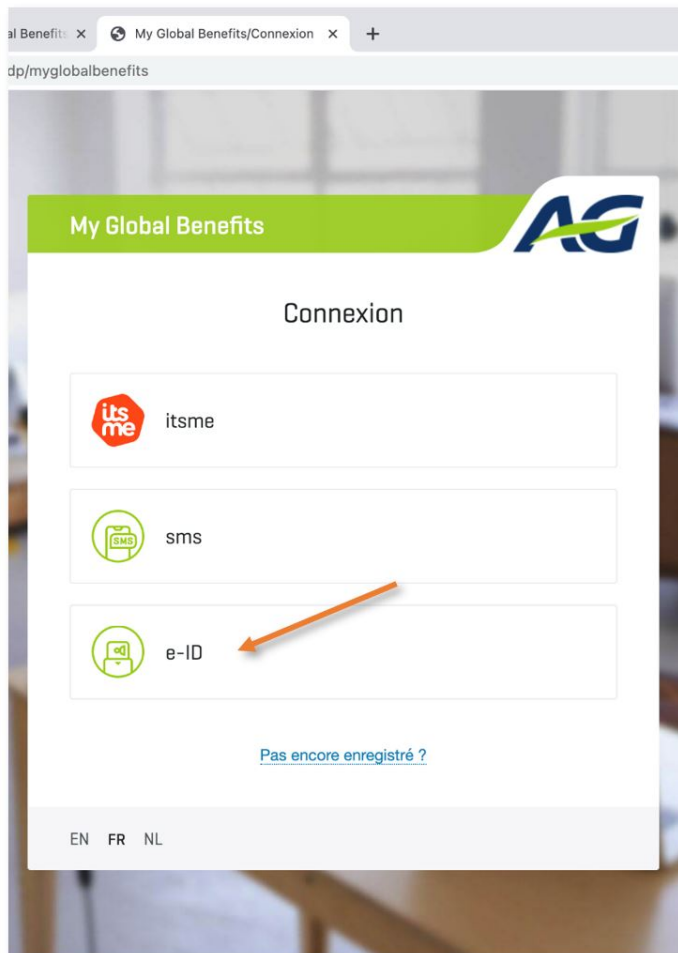 al Benefits
My Global Benefits/Connexion
dp/myglobalbenefits
My Global Benefits
AG
Connexion
its
me
itsme
SMS
sms
e-ID
Pas encore enregistré ?
EN FR NL